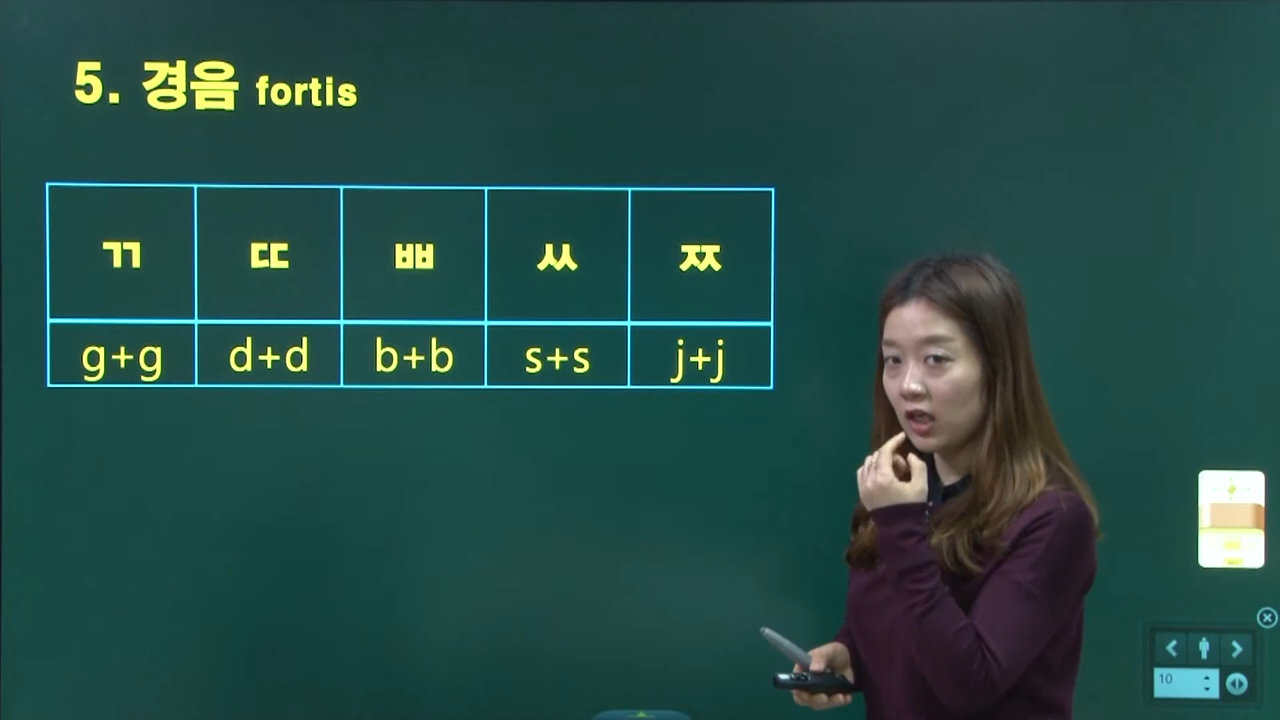 5. 경음 fortis
ㄲ ㄸ ㅃ ㅆ ㅉ
g+g d+d b+b s+s j+j
10